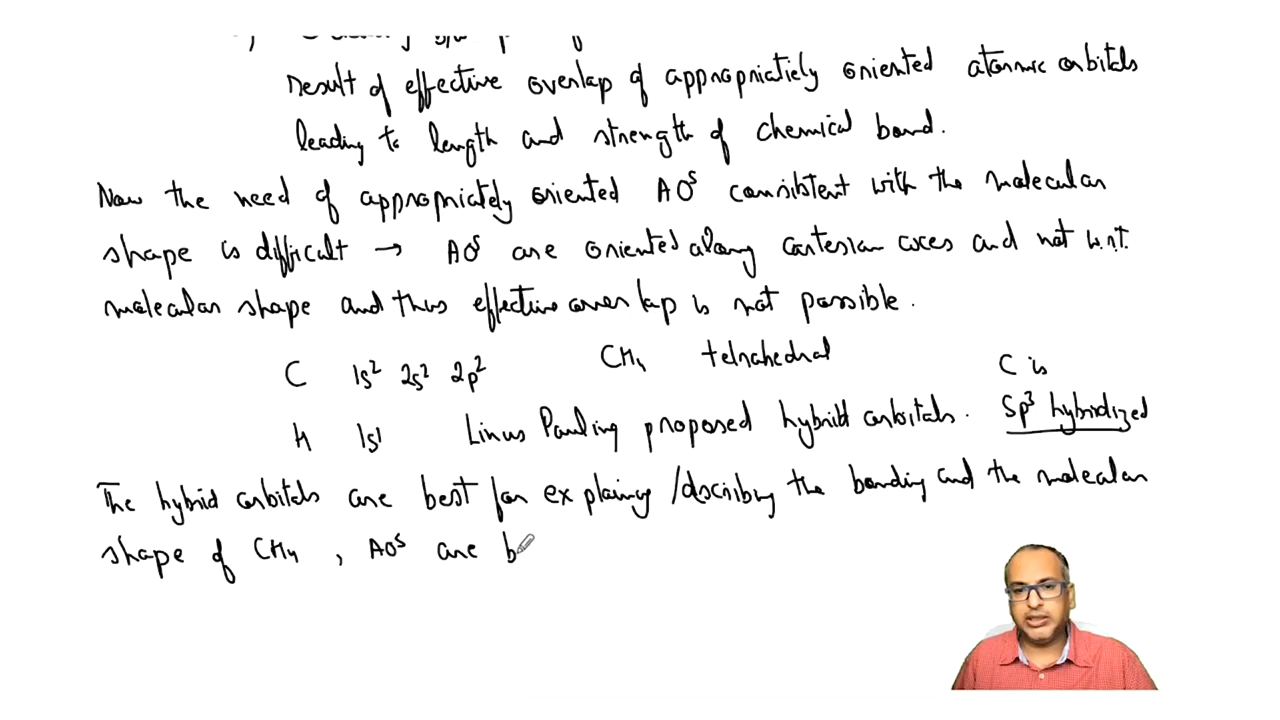 result of effective overlap of appropriatiely oriented atomic orbitals
leading to length and strength of chemical bond.
Now the need of appropriately oriented AOs consistent with the molecular
shape is difficult → AOs are oriented along cartesian axes and not w.r.t.
molecular shape and thus effective overlap is not possible.
C 1s² 2s² 2p² CH₄ tetrahedral C is
H 1s¹ Linus Pauling proposed hybrid orbitals. sp³ hybridized
The hybrid orbitals are best for explaing / describing the bonding and the molecular
shape of CH₄ , AOs are b